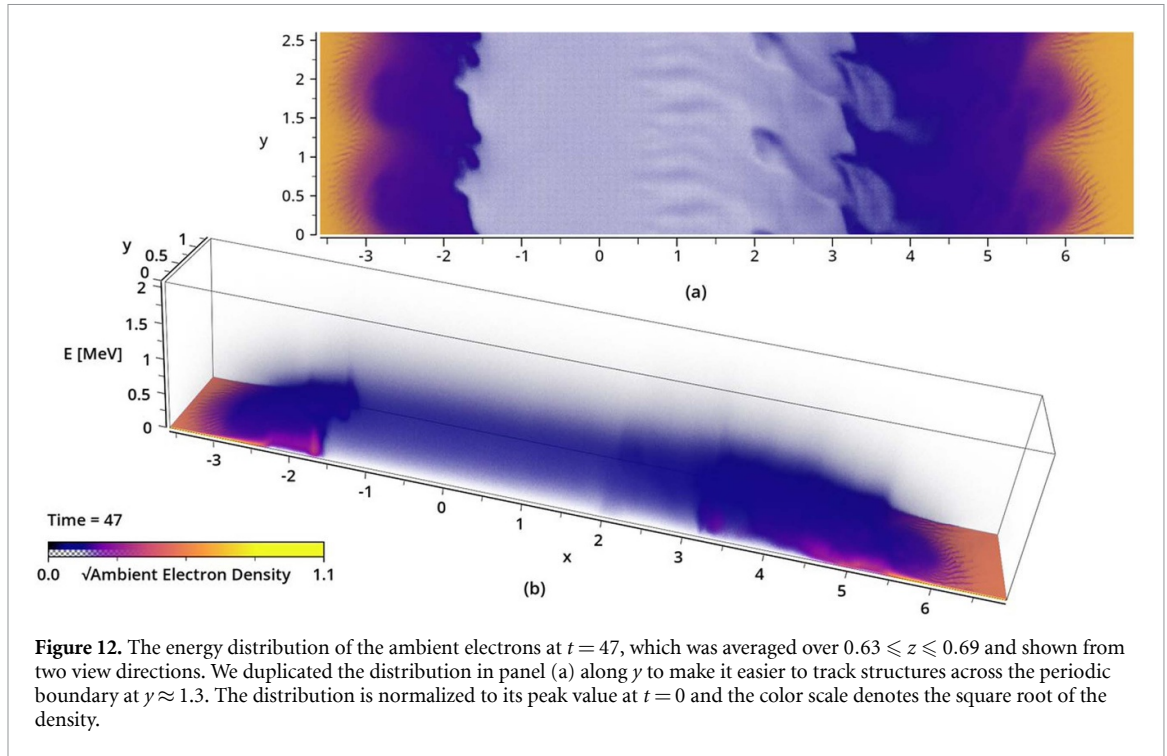 2.5
2
1.5
y
1
0.5
0
-3 -2 -1 0 1 2 3 4 5 6
(a)
y
1
0.5
0
2
1.5
E [MeV]
1
0.5
0
-3
-2
-1
0
1
2
3
4
5
6
x
Time = 47
0.0 √Ambient Electron Density 1.1
(b)
Figure 12. The energy distribution of the ambient electrons at t = 47, which was averaged over 0.63 ⩽ z ⩽ 0.69 and shown from
two view directions. We duplicated the distribution in panel (a) along y to make it easier to track structures across the periodic
boundary at y ≈ 1.3. The distribution is normalized to its peak value at t = 0 and the color scale denotes the square root of the
density.